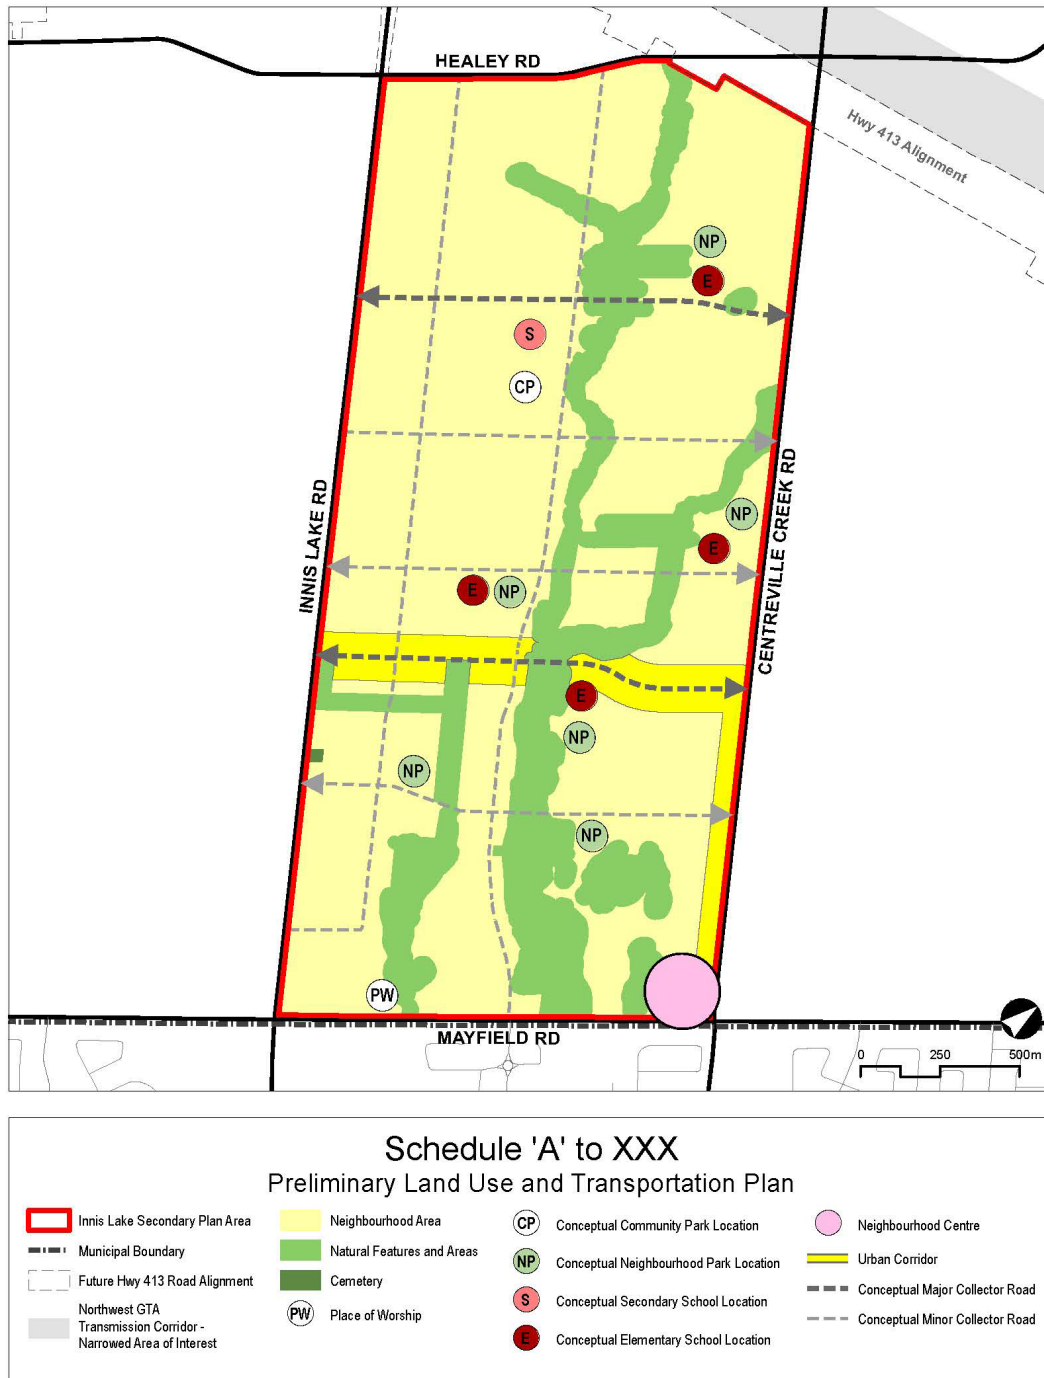 HEALEY RD
Hwy 413 Alignment
NP
E
S
CP
INNIS LAKE RD
CENTREVILLE CREEK RD
NP
E
E
NP
E
NP
NP
NP
PW
MAYFIELD RD
0 250 500m
Schedule 'A' to XXX
Preliminary Land Use and Transportation Plan
Innis Lake Secondary Plan Area
Municipal Boundary
Future Hwy 413 Road Alignment
Northwest GTA
Transmission Corridor -
Narrowed Area of Interest
Neighbourhood Area
Natural Features and Areas
Cemetery
PW Place of Worship
CP Conceptual Community Park Location
NP Conceptual Neighbourhood Park Location
S Conceptual Secondary School Location
E Conceptual Elementary School Location
Neighbourhood Centre
Urban Corridor
Conceptual Major Collector Road
Conceptual Minor Collector Road